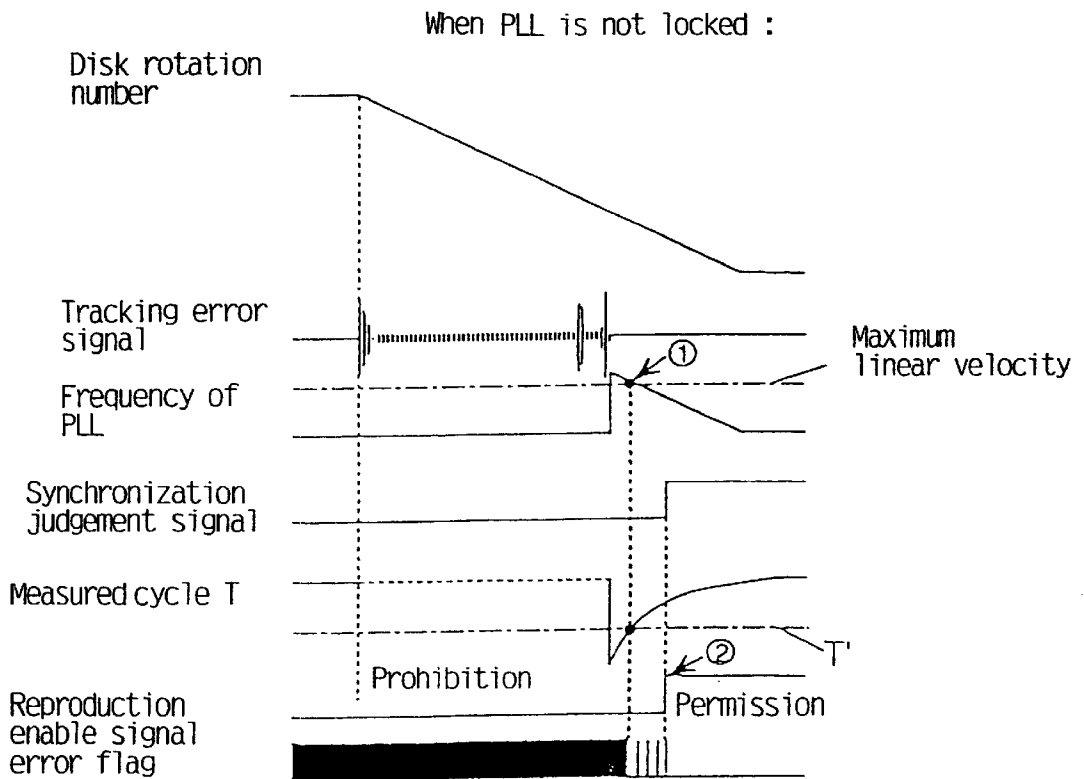 When PLL is not locked :
Disk rotation
number
Tracking error
signal
①
Maximum
linear velocity
Frequency of
PLL
Synchronization
judgement signal
Measured cycle T
T'
②
Prohibition
Permission
Reproduction
enable signal
error flag